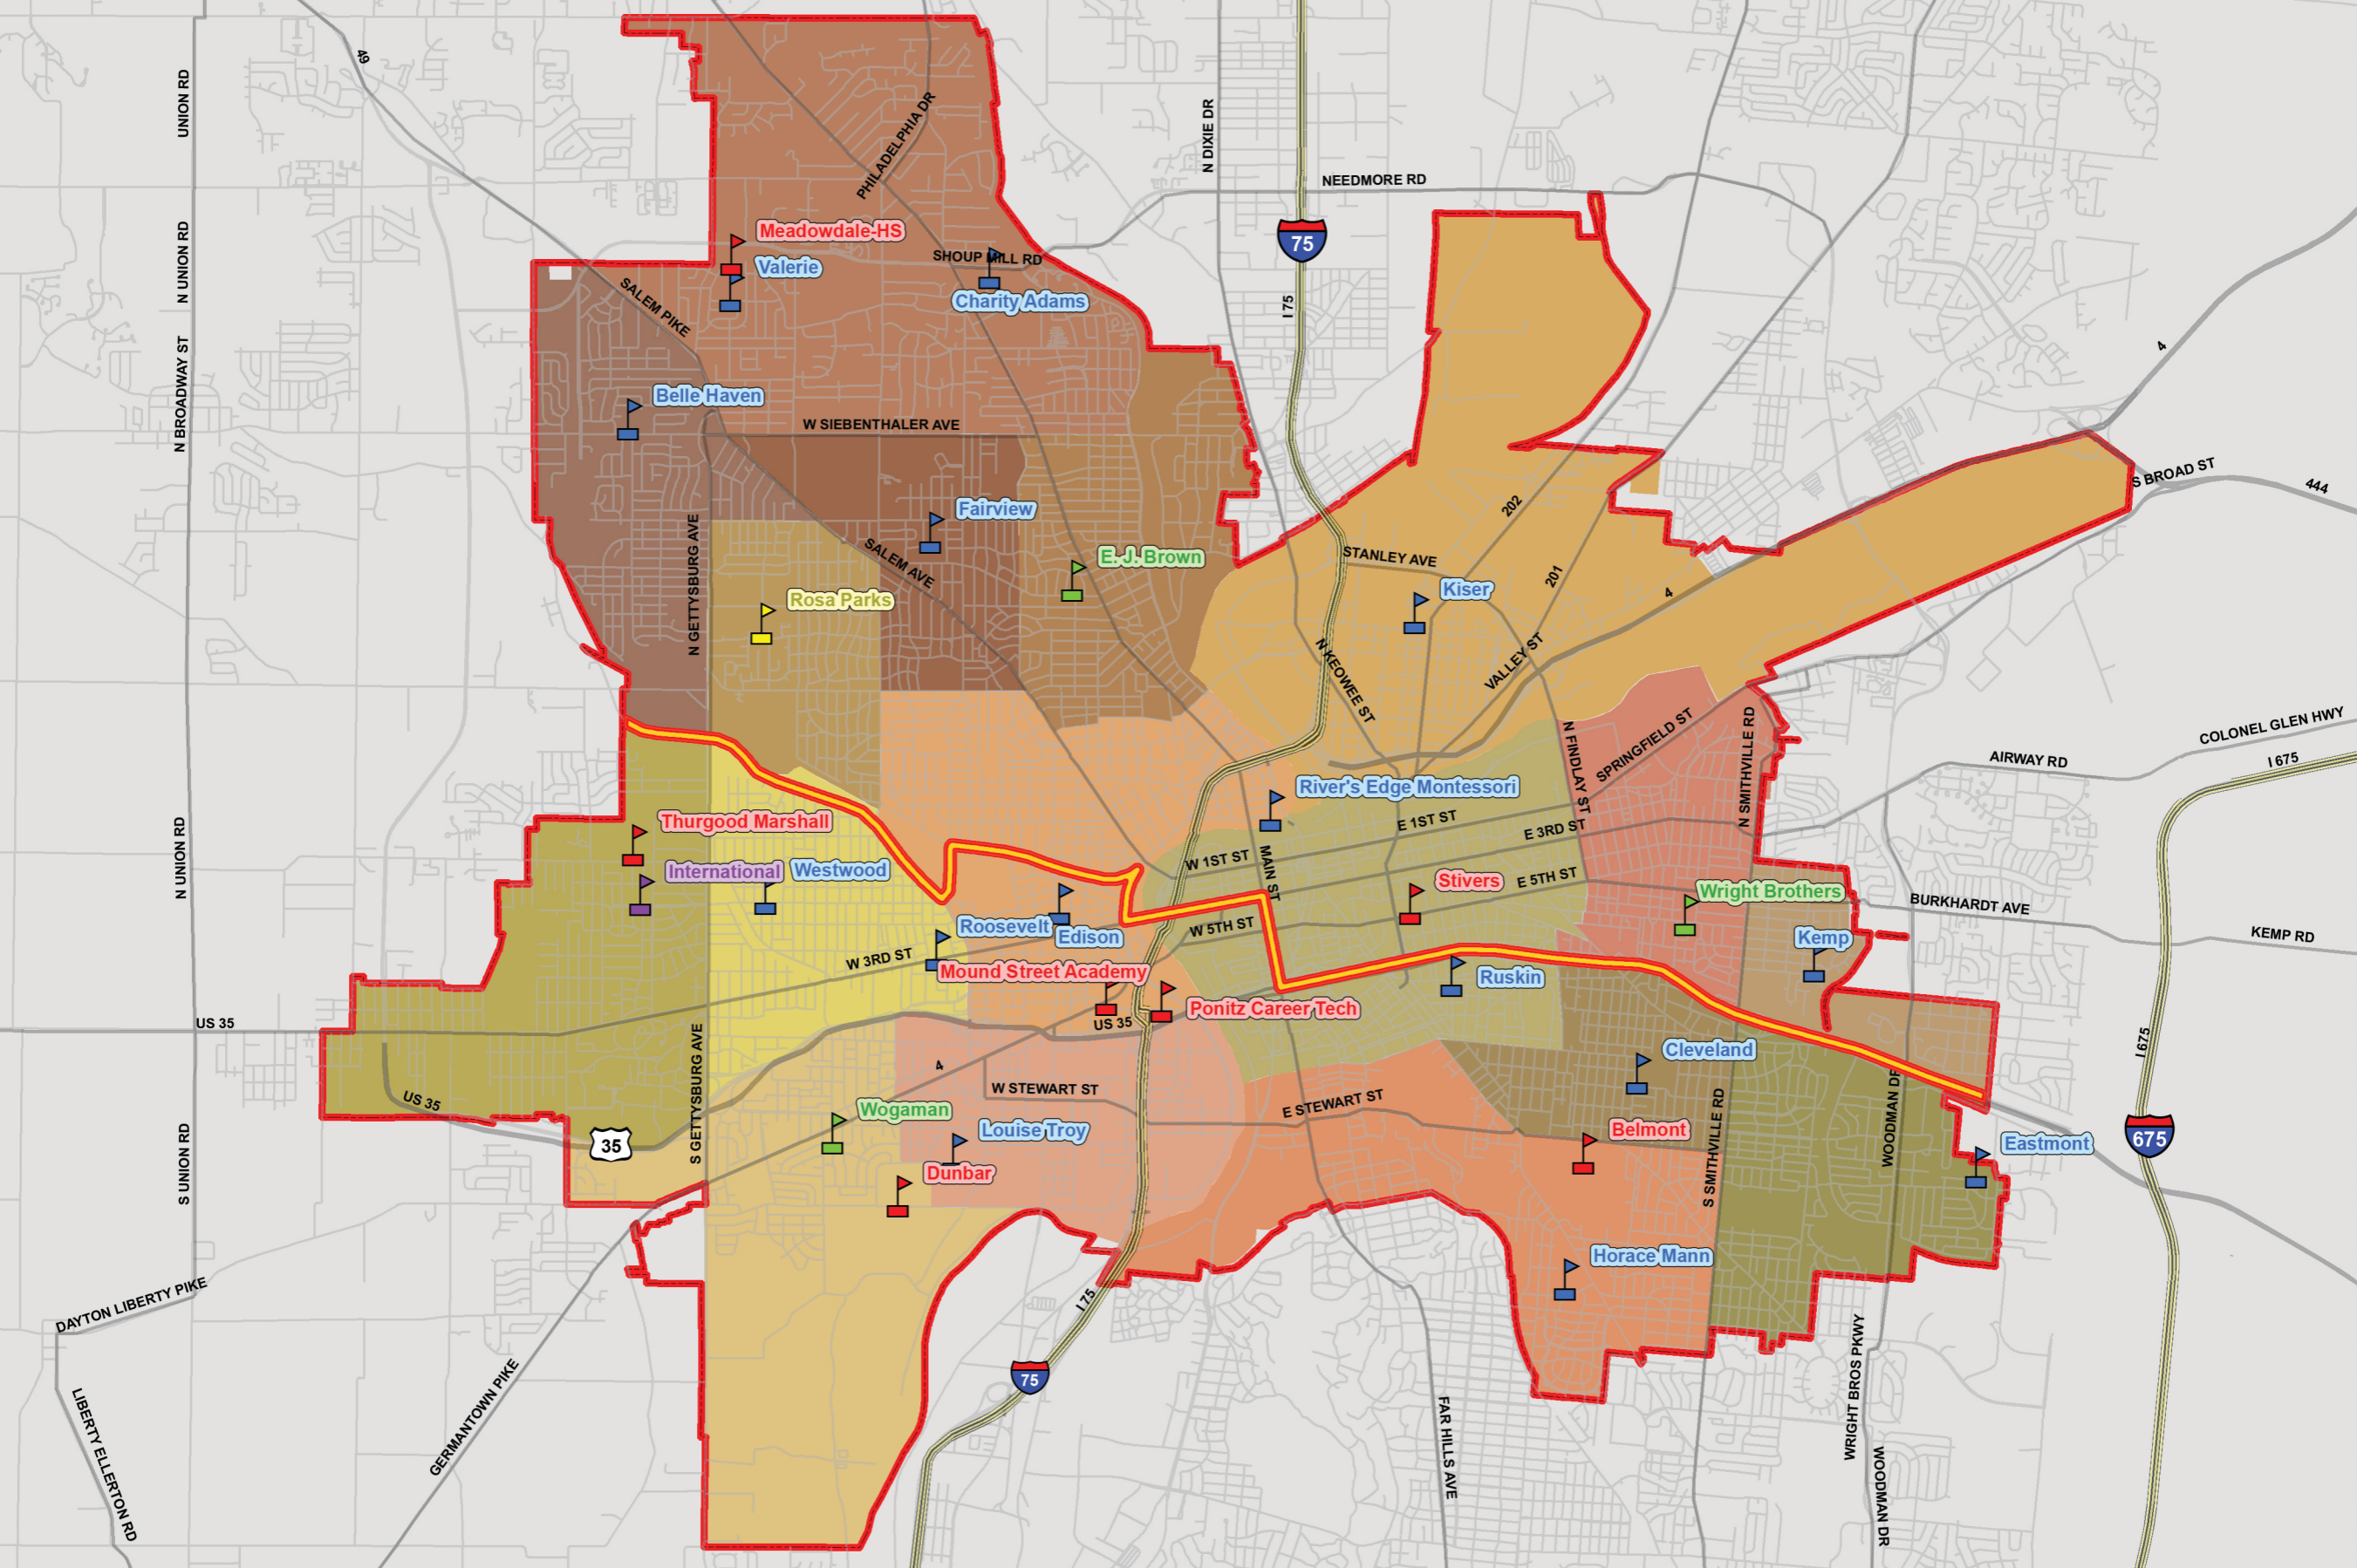 49
UNION RD
PHILADELPHIA DR
N DIXIE DR
NEEDMORE RD
75
I 75
N UNION RD
Meadowdale-HS
Valerie
SHOUP MILL RD
Charity Adams
SALEM PIKE
N BROADWAY ST
4
Belle Haven
W SIEBENTHALER AVE
S BROAD ST
444
202
Fairview
SALEM AVE
E. J. Brown
STANLEY AVE
201
4
Kiser
N GETTYSBURG AVE
Rosa Parks
N KEOWEE ST
VALLEY ST
N FINDLAY ST
SPRINGFIELD ST
N SMITHVILLE RD
COLONEL GLEN HWY
I 675
AIRWAY RD
River's Edge Montessori
E 1ST ST
E 3RD ST
Thurgood Marshall
N UNION RD
International
Westwood
W 1ST ST
MAIN ST
E 5TH ST
Stivers
Wright Brothers
BURKHARDT AVE
KEMP RD
Roosevelt
Edison
W 5TH ST
Kemp
W 3RD ST
Mound Street Academy
Ruskin
Ponitz Career Tech
US 35
US 35
I 675
Cleveland
4
W STEWART ST
US 35
S GETTYSBURG AVE
Wogaman
E STEWART ST
WOODMAN DR
S SMITHVILLE RD
Louise Troy
Belmont
35
675
Eastmont
S UNION RD
Dunbar
Horace Mann
DAYTON LIBERTY PIKE
I 75
75
WRIGHT BROS PKWY
GERMANTOWN PIKE
LIBERTY ELLERTON RD
FAR HILLS AVE
WOODMAN DR